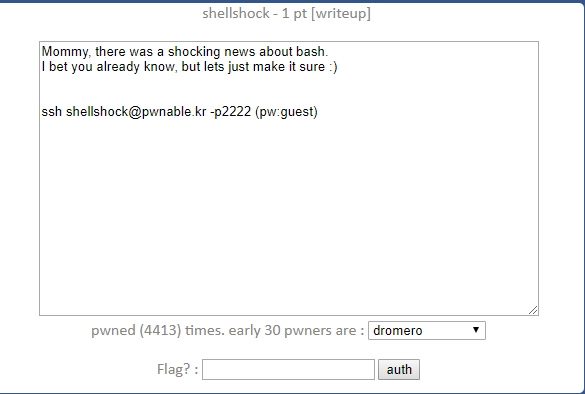 shellshock - 1 pt [writeup]
Mommy, there was a shocking news about bash.
I bet you already know, but lets just make it sure :)
ssh shellshock@pwnable.kr -p2222 (pw:guest)
pwned (4413) times. early 30 pwners are : dromero
Flag? : auth